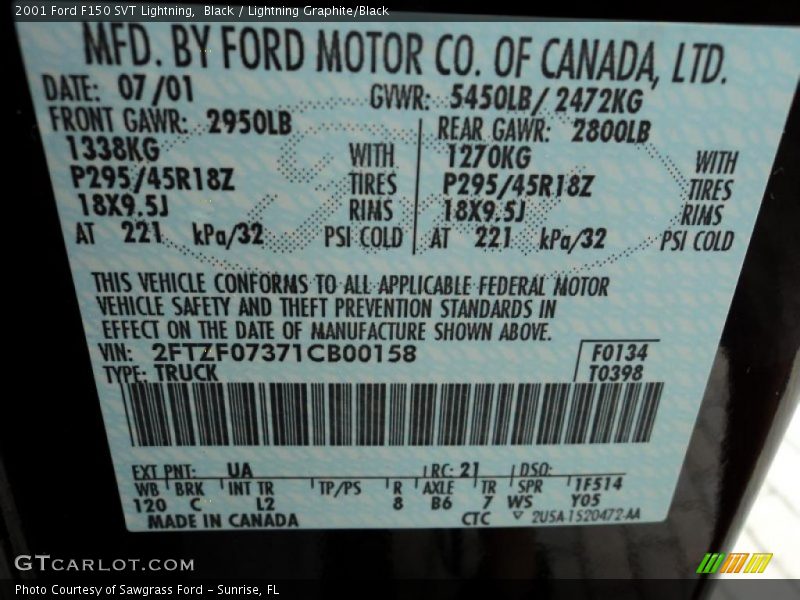 2001 Ford F150 SVT Lightning,  Black / Lightning Graphite/Black
MFD. BY FORD MOTOR CO. OF CANADA, LTD.
DATE: 07/01 GVWR: 5450LB/ 2472KG
FRONT GAWR: 2950LB REAR GAWR: 2800LB
1338KG WITH 1270KG WITH
P295/45R18Z TIRES P295/45R18Z TIRES
18X9.5J RIMS 18X9.5J RIMS
AT 221 kPa/32 PSI COLD AT 221 kPa/32 PSI COLD
THIS VEHICLE CONFORMS TO ALL APPLICABLE FEDERAL MOTOR
VEHICLE SAFETY AND THEFT PREVENTION STANDARDS IN
EFFECT ON THE DATE OF MANUFACTURE SHOWN ABOVE.
VIN: 2FTZF07371CB00158 F0134
TYPE: TRUCK T0398
EXT PNT: UA RC: 21 DSO:
WB BRK INT TR TP/PS R AXLE TR SPR 1F514
120 C L2 8 B6 7 WS Y05
MADE IN CANADA CTC ▽ 2U5A-1520472-AA
GTCARLOT.COM
Photo Courtesy of Sawgrass Ford - Sunrise, FL